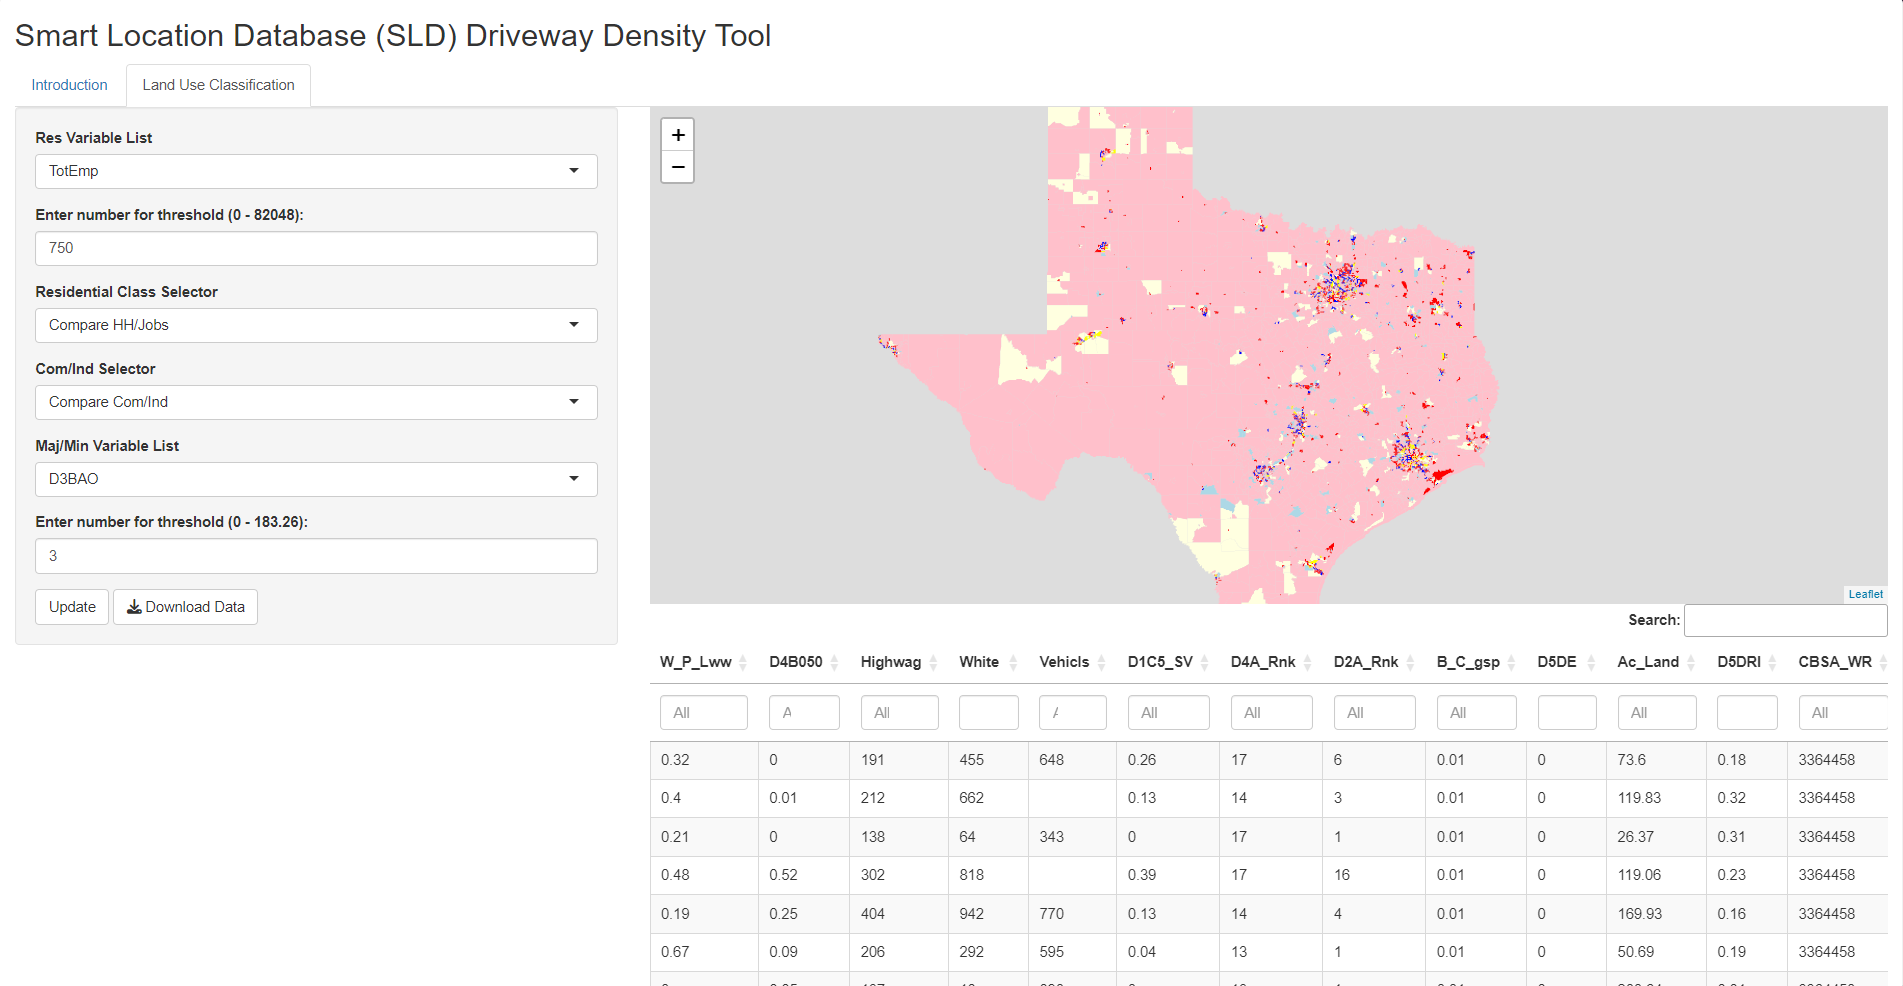 Smart Location Database (SLD) Driveway Density Tool
Introduction Land Use Classification
Res Variable List
TotEmp
Enter number for threshold (0 - 82048):
750
Residential Class Selector
Compare HH/Jobs
Com/Ind Selector
Compare Com/Ind
Maj/Min Variable List
D3BAO
Enter number for threshold (0 - 183.26):
3
Update Download Data
+
−
Leaflet
Search:
W_P_Lww D4B050 Highwag White Vehicls D1C5_SV D4A_Rnk D2A_Rnk B_C_gsp D5DE Ac_Land D5DRI CBSA_WR
All All All All All All All All
0.32 0 191 455 648 0.26 17 6 0.01 0 73.6 0.18 3364458
0.4 0.01 212 662 0.13 14 3 0.01 0 119.83 0.32 3364458
0.21 0 138 64 343 0 17 1 0.01 0 26.37 0.31 3364458
0.48 0.52 302 818 0.39 17 16 0.01 0 119.06 0.23 3364458
0.19 0.25 404 942 770 0.13 14 4 0.01 0 169.93 0.16 3364458
0.67 0.09 206 292 595 0.04 13 1 0.01 0 50.69 0.19 3364458